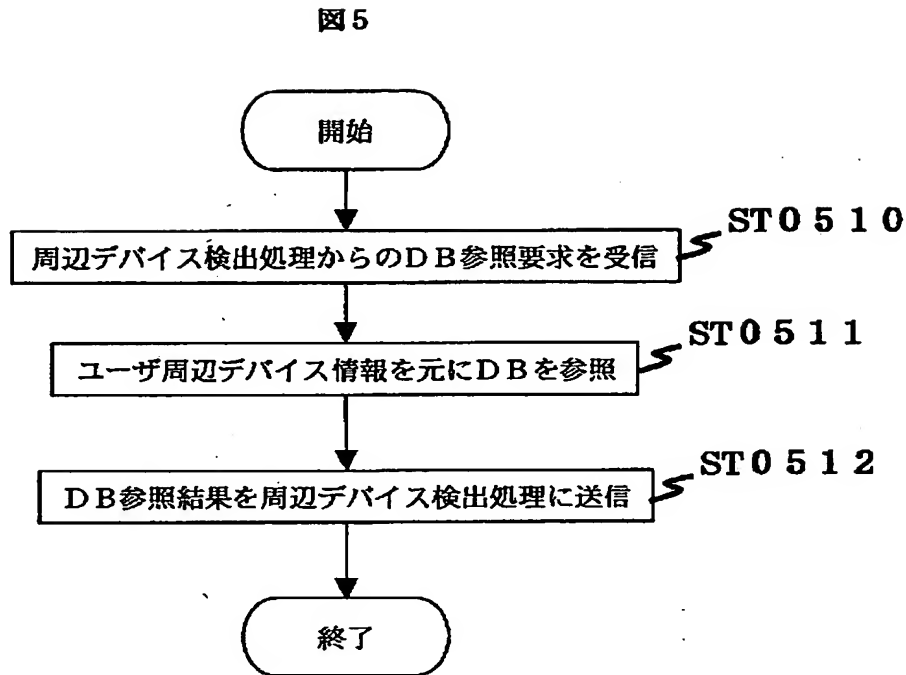 図5
開始
周辺デバイス検出処理からのDB参照要求を受信
ST0510
ユーザ周辺デバイス情報を元にDBを参照
ST0511
DB参照結果を周辺デバイス検出処理に送信
ST0512
終了